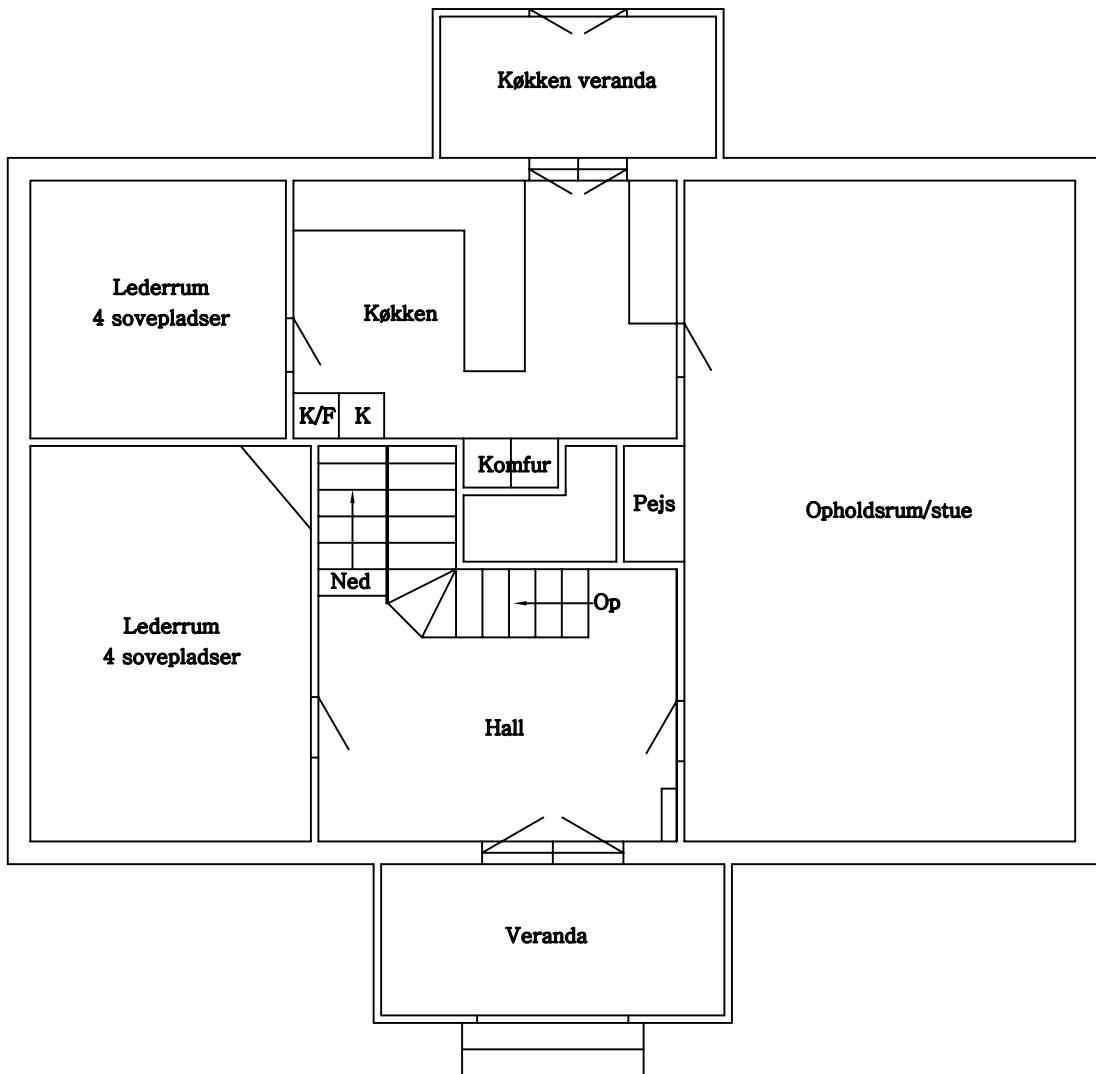 Køkken veranda
Lederrum
4 sovepladser
Køkken
K/F
K
Komfur
Pejs
Opholdsrum/stue
Ned
Op
Lederrum
4 sovepladser
Hall
Veranda